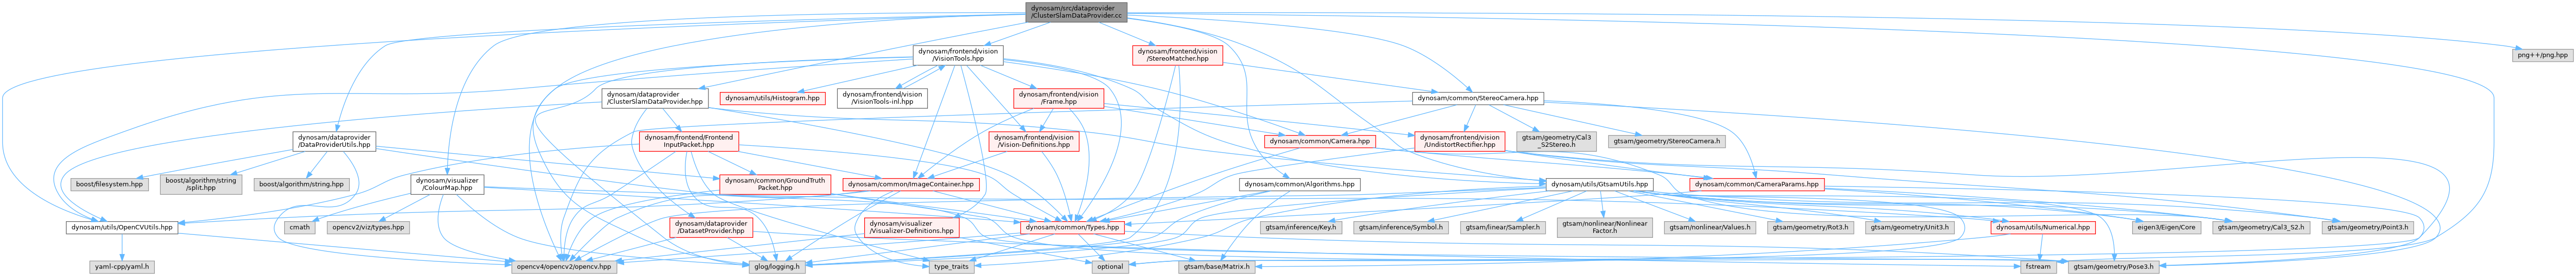 dynosam/src/dataprovider
/ClusterSlamDataProvider.cc
dynosam/frontend/vision
/VisionTools.hpp
dynosam/frontend/vision
/StereoMatcher.hpp
png++/png.hpp
dynosam/dataprovider
/ClusterSlamDataProvider.hpp
dynosam/utils/Histogram.hpp
dynosam/frontend/vision
/VisionTools-inl.hpp
dynosam/frontend/vision
/Frame.hpp
dynosam/common/StereoCamera.hpp
dynosam/dataprovider
/DataProviderUtils.hpp
dynosam/frontend/Frontend
InputPacket.hpp
dynosam/frontend/vision
/Vision-Definitions.hpp
dynosam/common/Camera.hpp
dynosam/frontend/vision
/UndistortRectifier.hpp
gtsam/geometry/Cal3
_S2Stereo.h
gtsam/geometry/StereoCamera.h
boost/filesystem.hpp
boost/algorithm/string
/split.hpp
boost/algorithm/string.hpp
dynosam/visualizer
/ColourMap.hpp
dynosam/common/GroundTruth
Packet.hpp
dynosam/common/ImageContainer.hpp
dynosam/common/Algorithms.hpp
dynosam/utils/GtsamUtils.hpp
dynosam/common/CameraParams.hpp
dynosam/utils/OpenCVUtils.hpp
cmath
opencv2/viz/types.hpp
dynosam/dataprovider
/DatasetProvider.hpp
dynosam/visualizer
/Visualizer-Definitions.hpp
dynosam/common/Types.hpp
gtsam/inference/Key.h
gtsam/inference/Symbol.h
gtsam/linear/Sampler.h
gtsam/nonlinear/Nonlinear
Factor.h
gtsam/nonlinear/Values.h
gtsam/geometry/Rot3.h
gtsam/geometry/Unit3.h
dynosam/utils/Numerical.hpp
eigen3/Eigen/Core
gtsam/geometry/Cal3_S2.h
gtsam/geometry/Point3.h
yaml-cpp/yaml.h
opencv4/opencv2/opencv.hpp
glog/logging.h
type_traits
optional
gtsam/base/Matrix.h
fstream
gtsam/geometry/Pose3.h